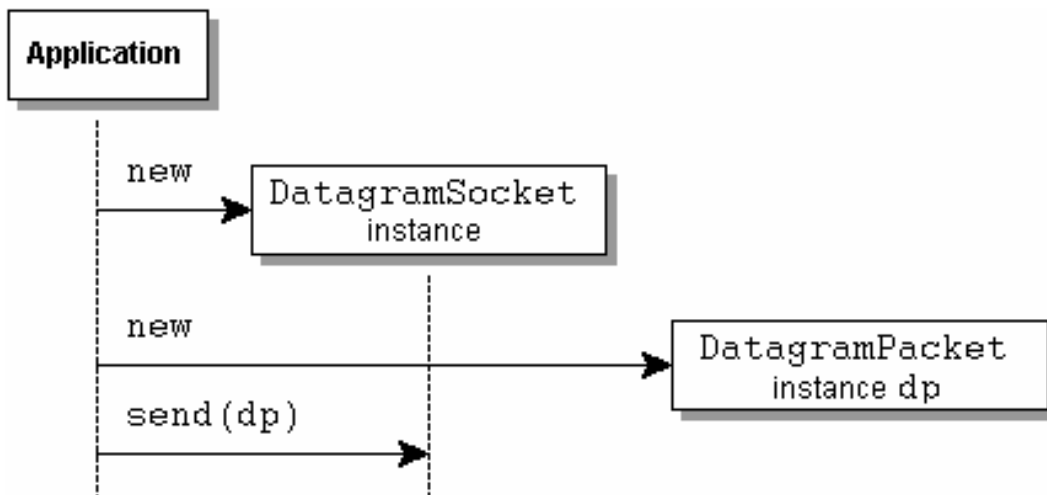 Application
new
DatagramSocket
instance
new
DatagramPacket
instance dp
send(dp)